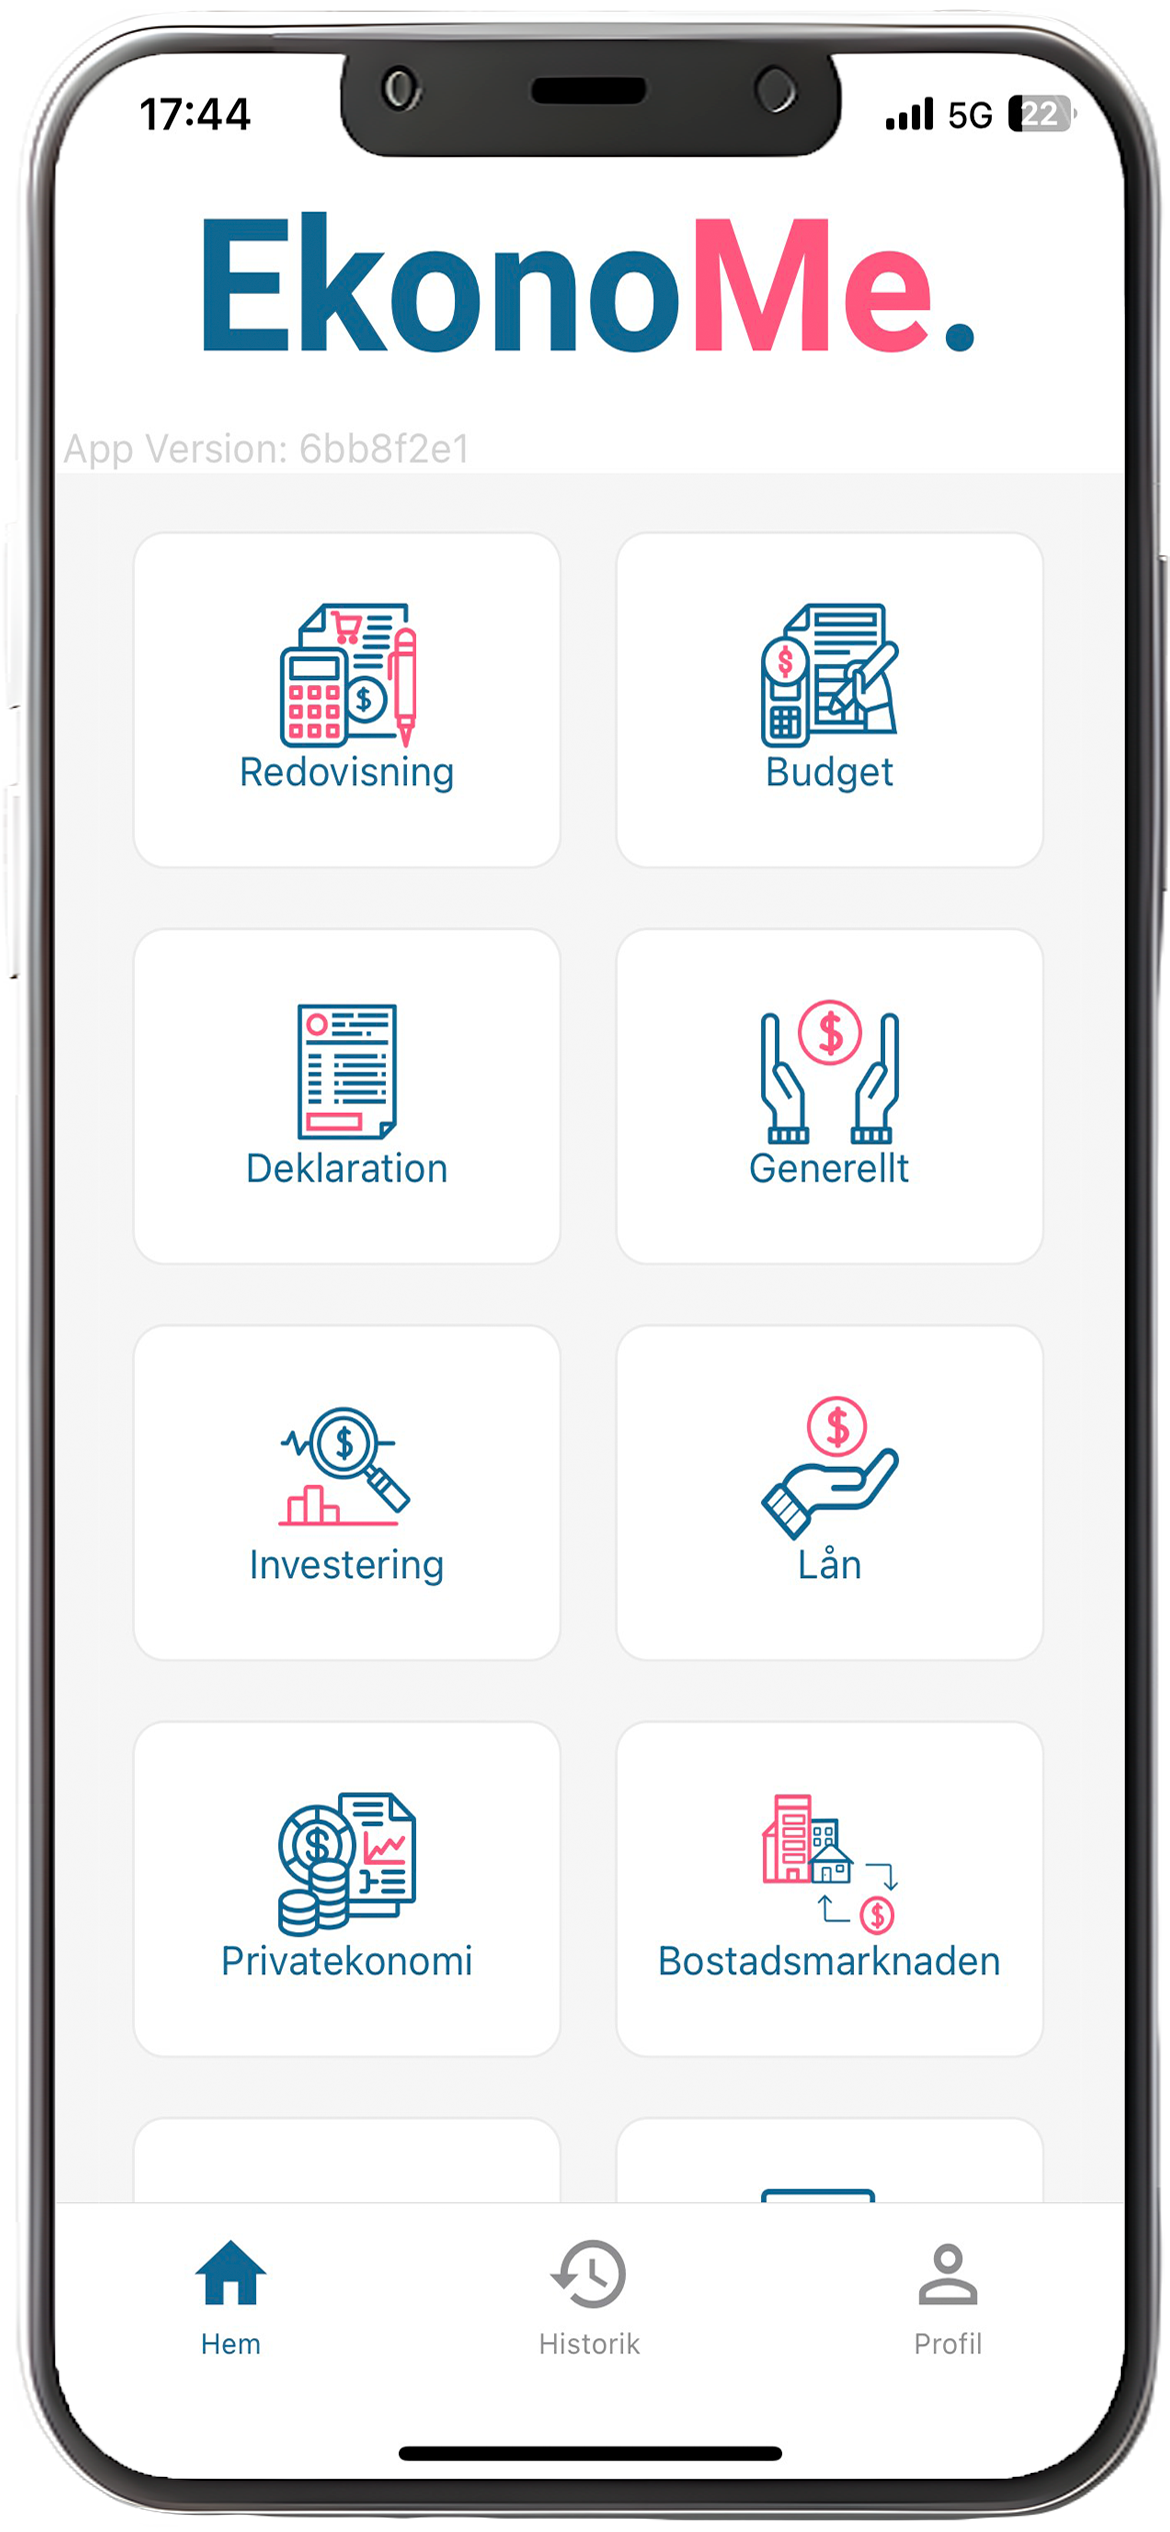 17:44
5G 22
EkonoMe.
App Version: 6bb8f2e1
Redovisning
Budget
Deklaration
Generellt
Investering
Lån
Privatekonomi
Bostadsmarknaden
Hem
Historik
Profil